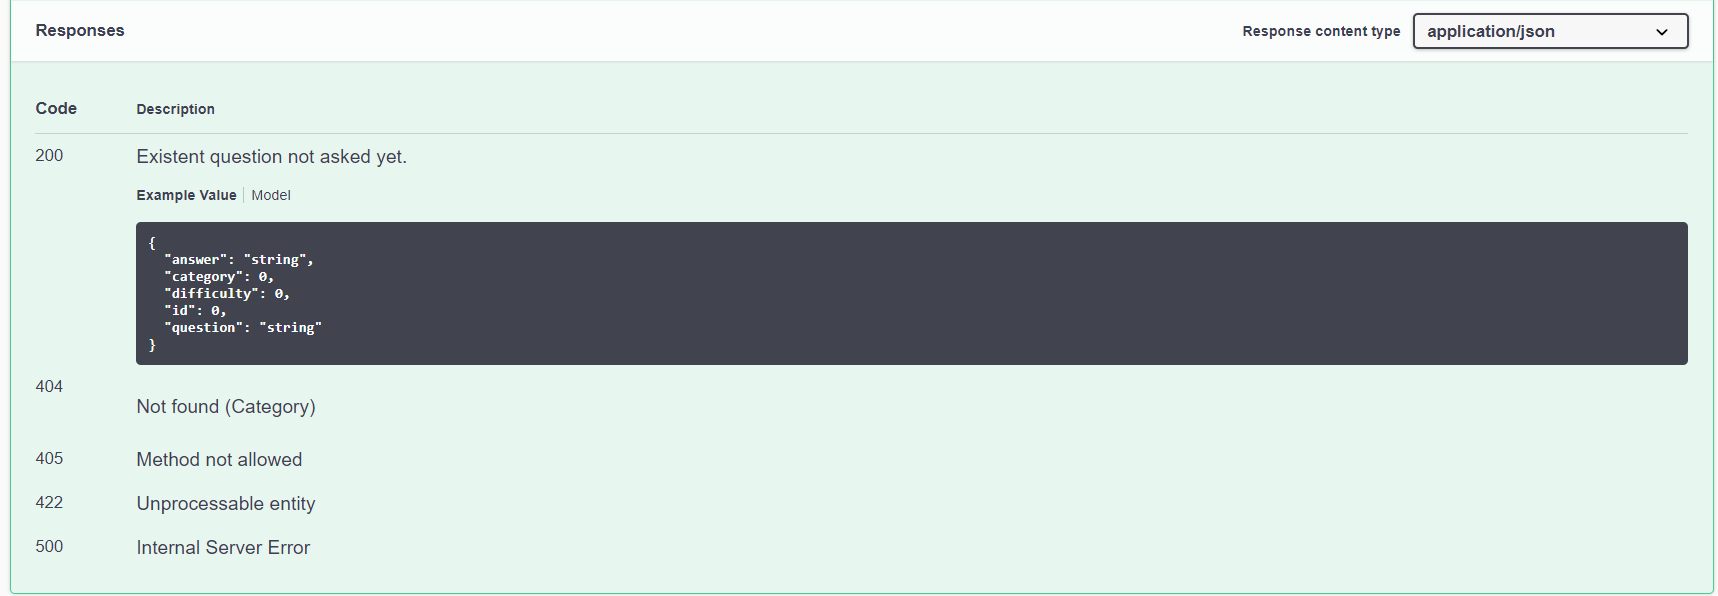 Responses
Response content type application/json
Code Description
200 Existent question not asked yet.
Example Value Model
{
  "answer": "string",
  "category": 0,
  "difficulty": 0,
  "id": 0,
  "question": "string"
}
404
Not found (Category)
405 Method not allowed
422 Unprocessable entity
500 Internal Server Error